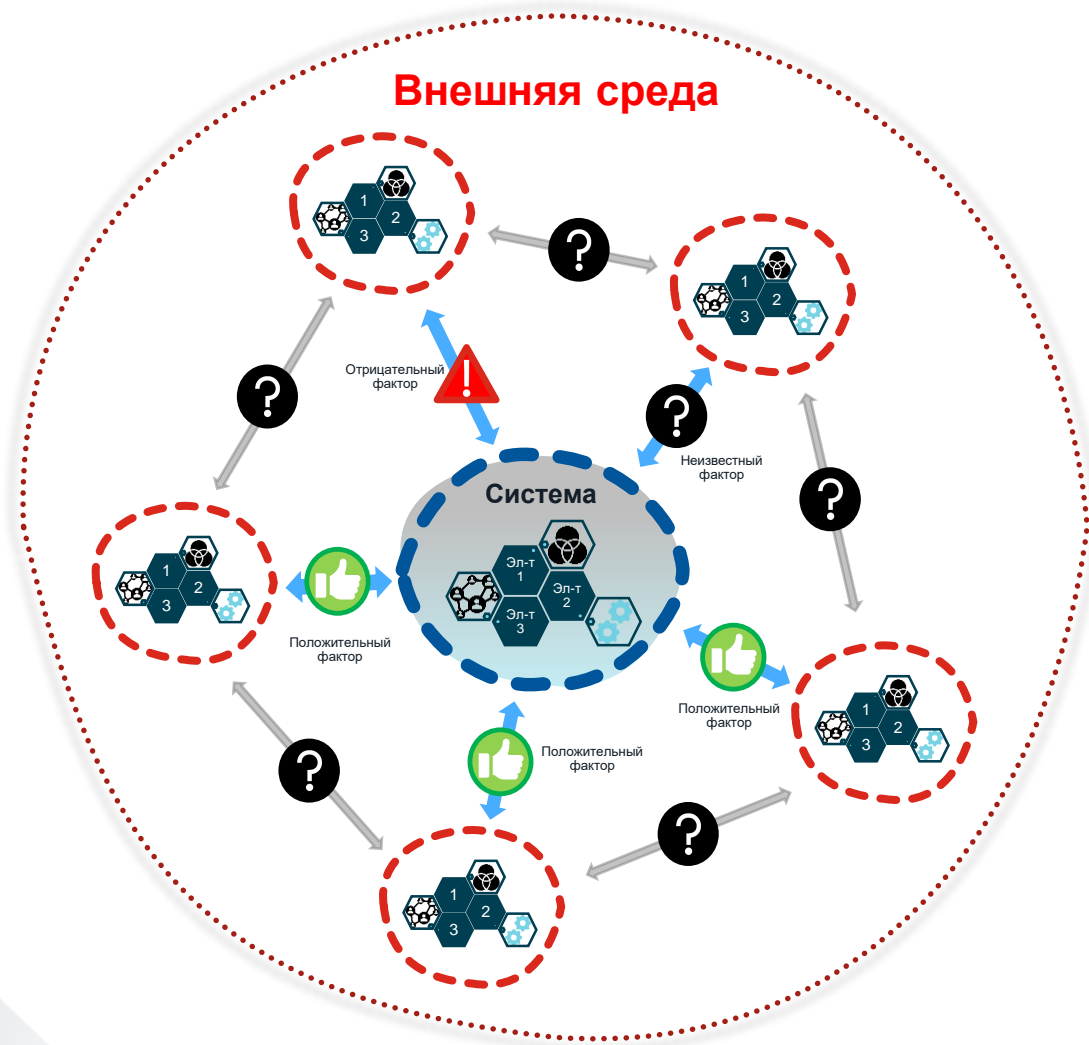 Внешняя среда
1
2
3
?
1
2
3
Отрицательный
фактор
!
?
?
Неизвестный
фактор
?
Система
Эл-т
1
Эл-т
2
Эл-т
3
1
2
3
Положительный
фактор
Положительный
фактор
1
2
3
Положительный
фактор
?
?
1
2
3